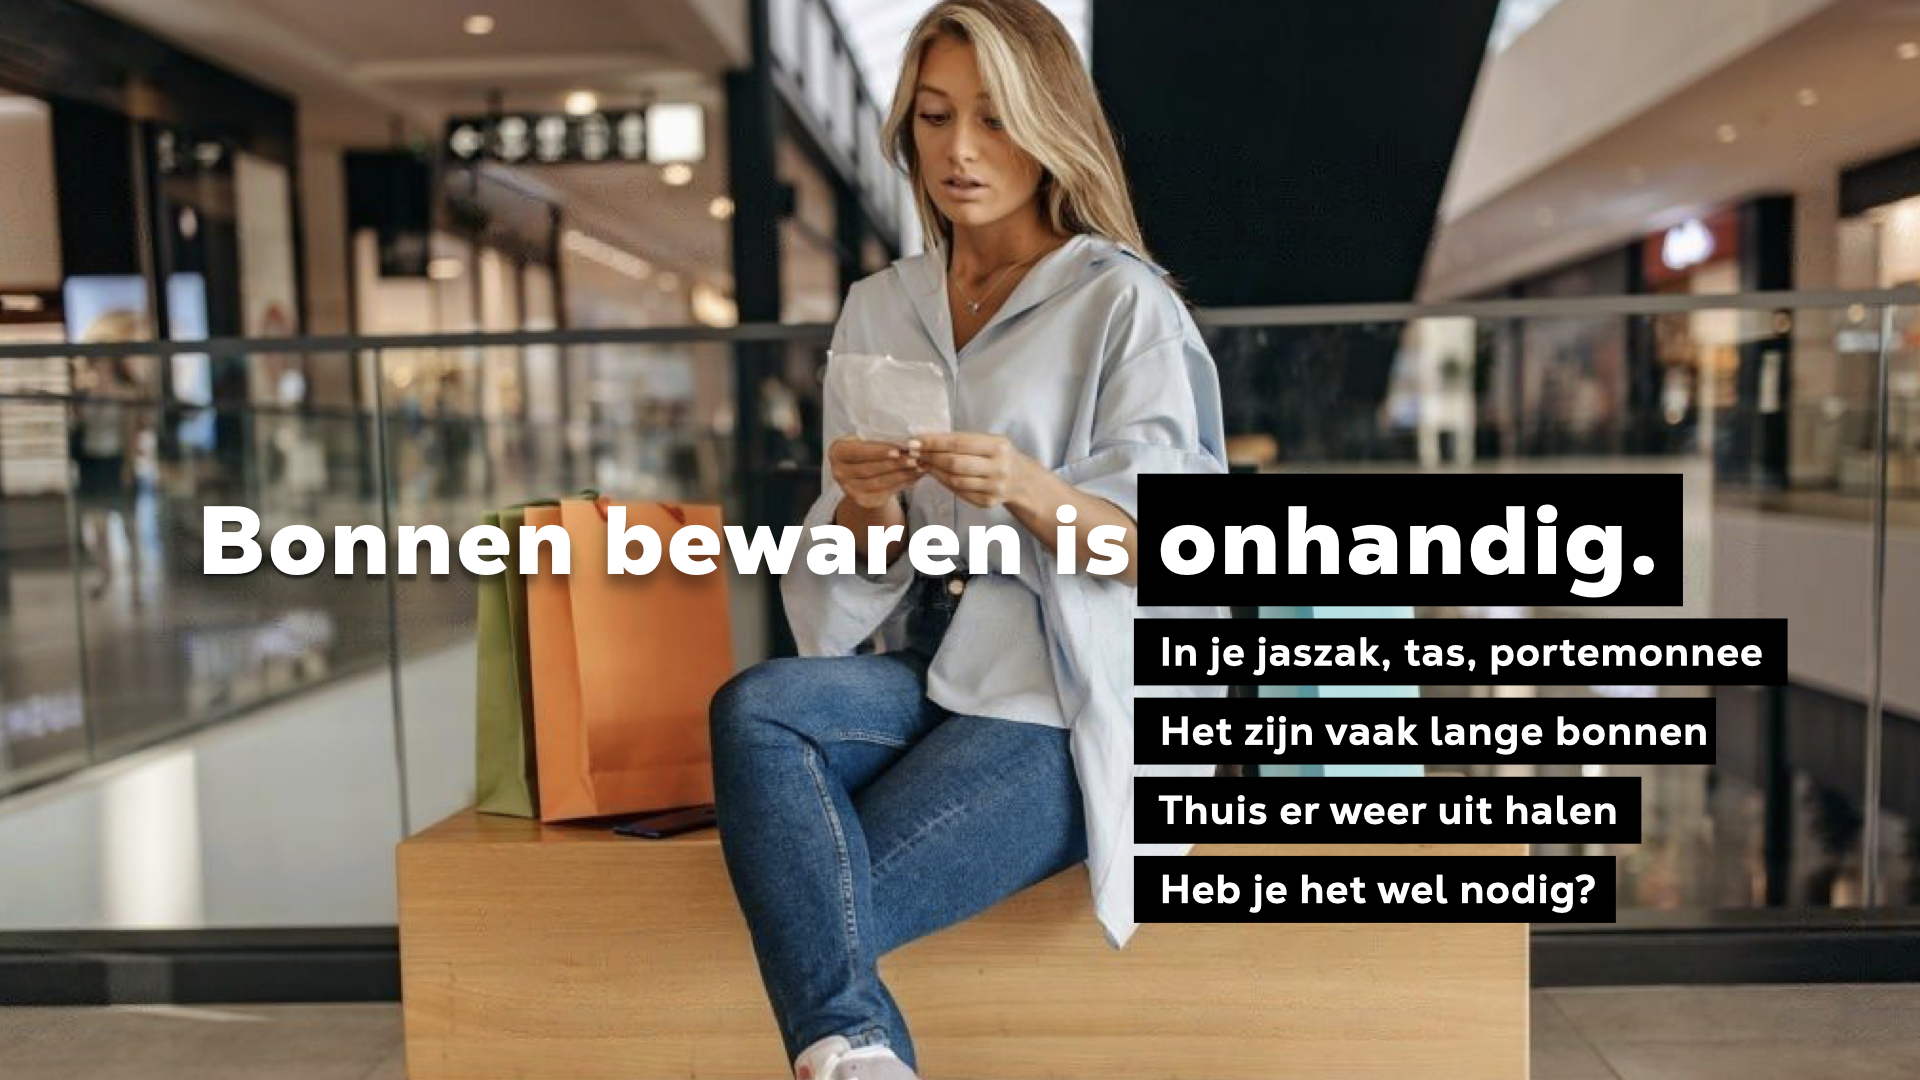 Bonnen bewaren is onhandig.
In je jaszak, tas, portemonnee
Het zijn vaak lange bonnen
Thuis er weer uit halen
Heb je het wel nodig?